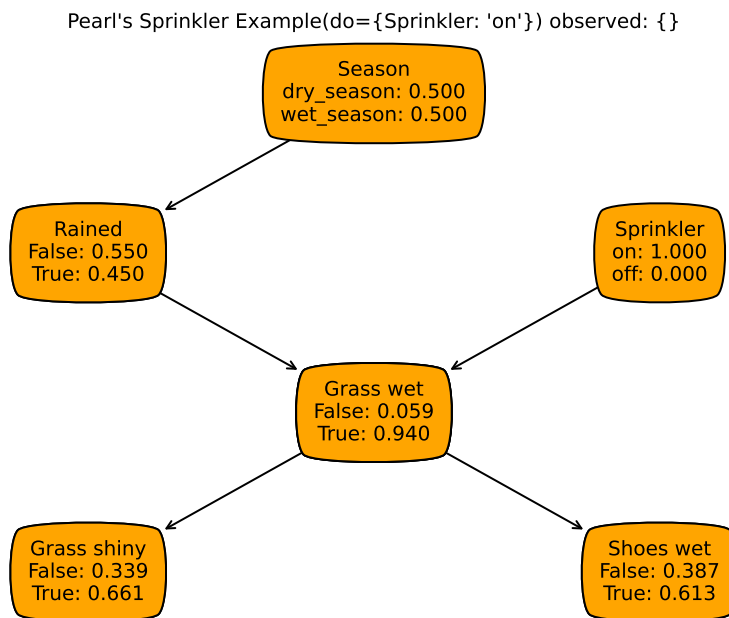 Pearl's Sprinkler Example(do={Sprinkler: 'on'}) observed: {}
Season
dry_season: 0.500
wet_season: 0.500
Rained
False: 0.550
True: 0.450
Sprinkler
on: 1.000
off: 0.000
Grass wet
False: 0.059
True: 0.940
Grass shiny
False: 0.339
True: 0.661
Shoes wet
False: 0.387
True: 0.613